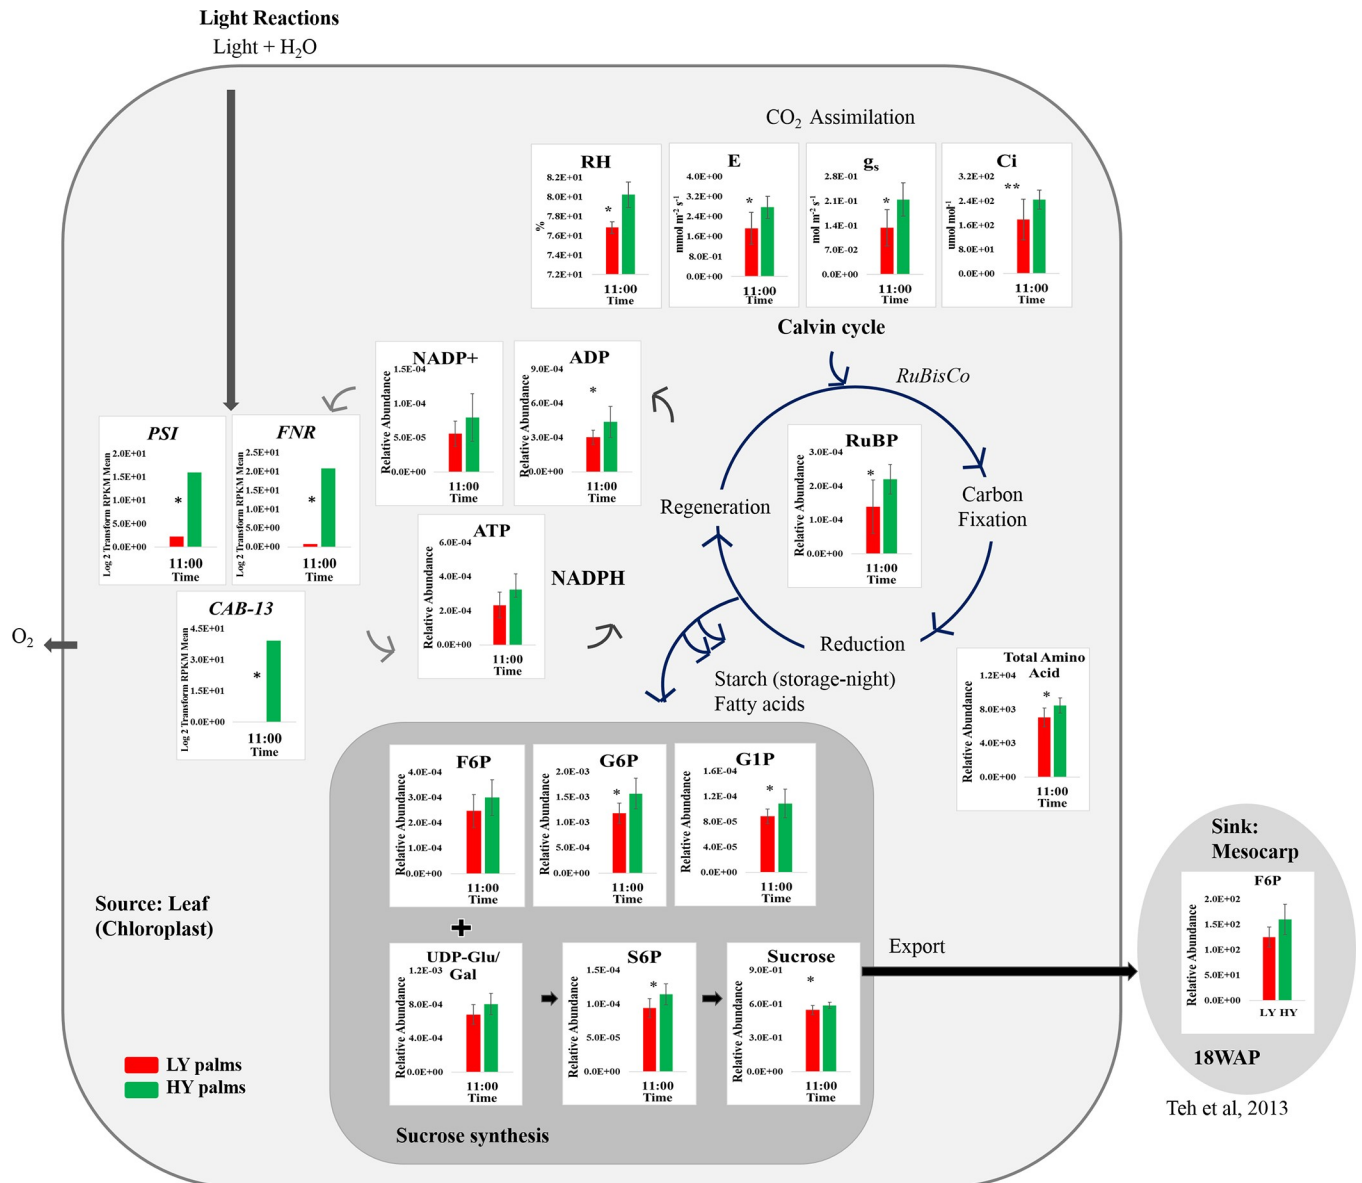 Light Reactions
Light + H₂O
CO₂ Assimilation
RH
%
8.2E+01
8.0E+01
7.8E+01
7.6E+01
7.4E+01
7.2E+01
*
11:00
Time
E
mmol m⁻² s⁻¹
4.0E+00
3.2E+00
2.4E+00
1.6E+00
8.0E-01
0.0E+00
*
11:00
Time
gₛ
mol m⁻² s⁻¹
2.8E-01
2.1E-01
1.4E-01
7.0E-02
0.0E+00
*
11:00
Time
Ci
umol mol⁻¹
3.2E+02
2.4E+02
1.6E+02
8.0E+01
0.0E+00
**
11:00
Time
Calvin cycle
RuBisCo
NADP+
Relative Abundance
1.5E-04
1.0E-04
5.0E-05
0.0E+00
11:00
Time
ADP
Relative Abundance
9.0E-04
6.0E-04
3.0E-04
0.0E+00
*
11:00
Time
PSI
Log 2 Transform RPKM Mean
2.0E+01
1.5E+01
1.0E+01
5.0E+00
0.0E+00
*
11:00
Time
FNR
Log 2 Transform RPKM Mean
2.5E+01
2.0E+01
1.5E+01
1.0E+01
5.0E+00
0.0E+00
*
11:00
Time
RuBP
Relative Abundance
3.0E-04
2.0E-04
1.0E-04
0.0E+00
*
11:00
Time
Regeneration
Carbon
Fixation
ATP
Relative Abundance
6.0E-04
4.0E-04
2.0E-04
0.0E+00
11:00
Time
NADPH
CAB-13
Log 2 Transform RPKM Mean
4.5E+01
3.0E+01
1.5E+01
0.0E+00
*
11:00
Time
O₂
Reduction
Starch (storage-night)
Fatty acids
Total Amino
Acid
Relative Abundance
1.2E+04
8.0E+03
4.0E+03
0.0E+00
*
11:00
Time
F6P
Relative Abundance
4.0E-04
3.0E-04
2.0E-04
1.0E-04
0.0E+00
11:00
Time
G6P
Relative Abundance
2.0E-03
1.5E-03
1.0E-03
5.0E-04
0.0E+00
*
11:00
Time
G1P
Relative Abundance
1.6E-04
1.2E-04
8.0E-05
4.0E-05
0.0E+00
*
11:00
Time
+
UDP-Glu/
Gal
Relative Abundance
1.2E-03
8.0E-04
4.0E-04
0.0E+00
11:00
Time
S6P
Relative Abundance
1.5E-04
1.0E-04
5.0E-05
0.0E+00
*
11:00
Time
Sucrose
Relative Abundance
9.0E-01
6.0E-01
3.0E-01
0.0E+00
*
11:00
Time
Sucrose synthesis
Source: Leaf
(Chloroplast)
LY palms
HY palms
Export
Sink:
Mesocarp
F6P
Relative Abundance
2.0E+02
1.5E+02
1.0E+02
5.0E+01
0.0E+00
LY HY
18WAP
Teh et al, 2013